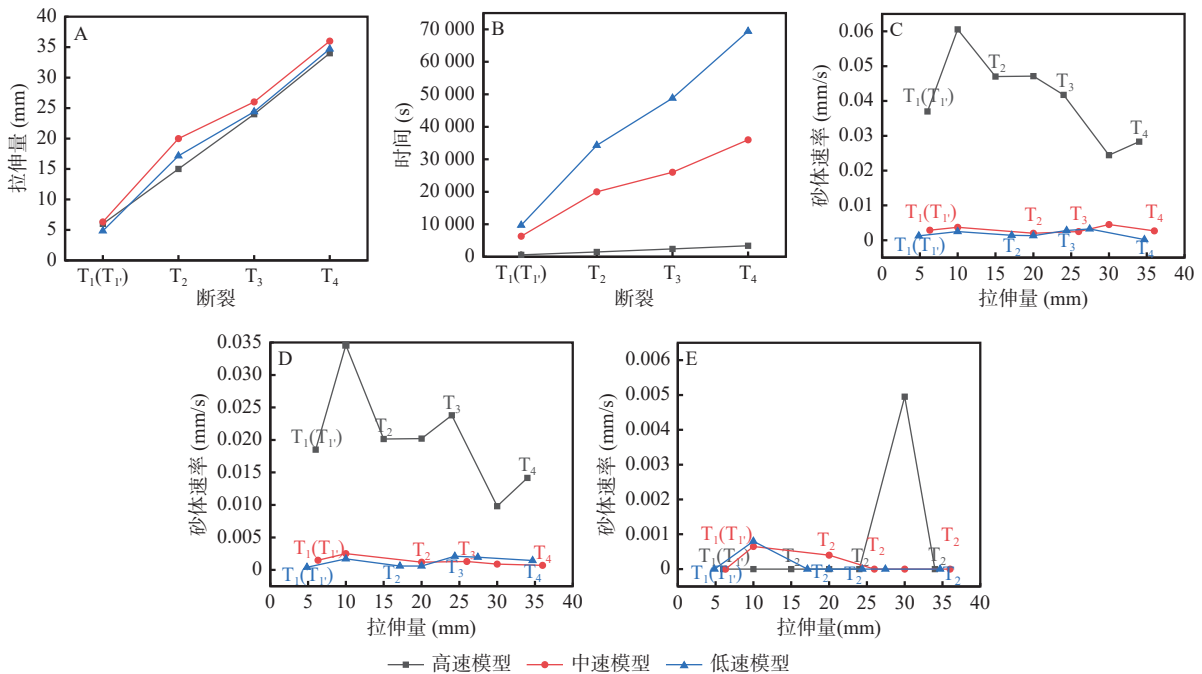 A
40
35
30
25
20
15
10
5
0
拉伸量 (mm)
T₁(T₁') T₂ T₃ T₄
断裂
B
70 000
60 000
50 000
40 000
30 000
20 000
10 000
0
时间 (s)
T₁(T₁') T₂ T₃ T₄
断裂
C
0.06
0.05
0.04
0.03
0.02
0.01
0
砂体速率 (mm/s)
T₁(T₁') T₂ T₃ T₄
T₁(T₁') T₂ T₃ T₄
T₁(T₁') T₂ T₃ T₄
0 5 10 15 20 25 30 35 40
拉伸量 (mm)
D
0.035
0.030
0.025
0.020
0.015
0.010
0.005
0
砂体速率 (mm/s)
T₁(T₁') T₂ T₃ T₄
T₁(T₁') T₂ T₃ T₄
T₁(T₁') T₂ T₃ T₄
0 5 10 15 20 25 30 35 40
拉伸量 (mm)
E
0.006
0.005
0.004
0.003
0.002
0.001
0
砂体速率 (mm/s)
T₁(T₁') T₂ T₂ T₂
T₁(T₁') T₂ T₂ T₂
T₁(T₁') T₂ T₂ T₂
0 5 10 15 20 25 30 35 40
拉伸量(mm)
高速模型 中速模型 低速模型